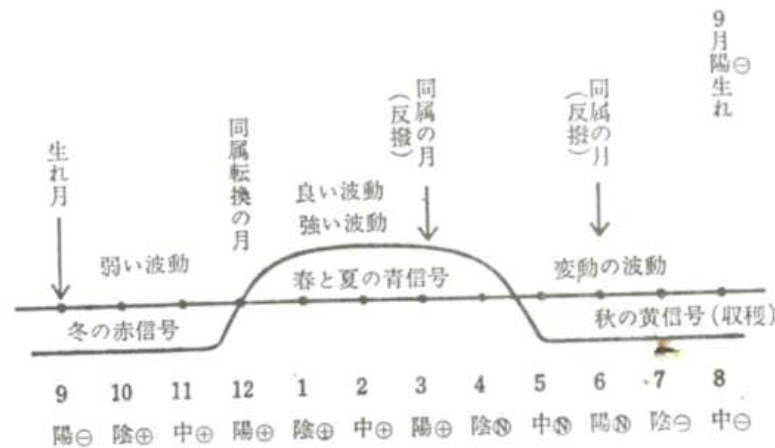 9月陽⊖生れ
同属の月
(反撥)
同属の月
(反撥)
同属転換の月
生れ月
良い波動
強い波動
弱い波動
春と夏の青信号
変動の波動
冬の赤信号
秋の黄信号(収穫)
9 10 11 12 1 2 3 4 5 6 7 8
陽⊖ 陰⊕ 中⊕ 陽⊕ 陰⊕ 中⊕ 陽⊕ 陰Ⓝ 中Ⓝ 陽Ⓝ 陰⊖ 中⊖